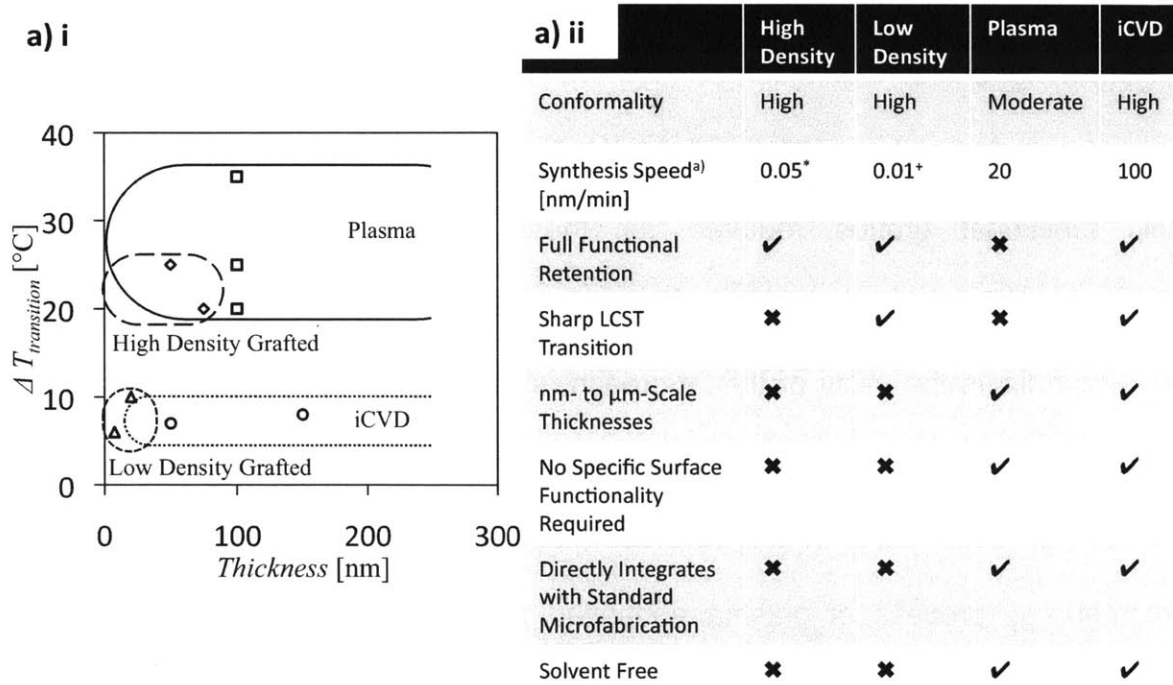 a) i
40
30
20
10
0
0
100
200
300
Δ T transition [°C]
Thickness [nm]
Plasma
High Density Grafted
iCVD
Low Density Grafted
a) ii
High Density
Low Density
Plasma
iCVD
Conformality High High Moderate High
Synthesis Speed a) 0.05* 0.01+ 20 100
[nm/min]
Full Functional ✔ ✔ ✖ ✔
Retention
Sharp LCST ✖ ✔ ✖ ✔
Transition
nm- to µm-Scale ✖ ✖ ✔ ✔
Thicknesses
No Specific Surface ✖ ✖ ✔ ✔
Functionality
Required
Directly Integrates ✖ ✖ ✔ ✔
with Standard
Microfabrication
Solvent Free ✖ ✖ ✔ ✔